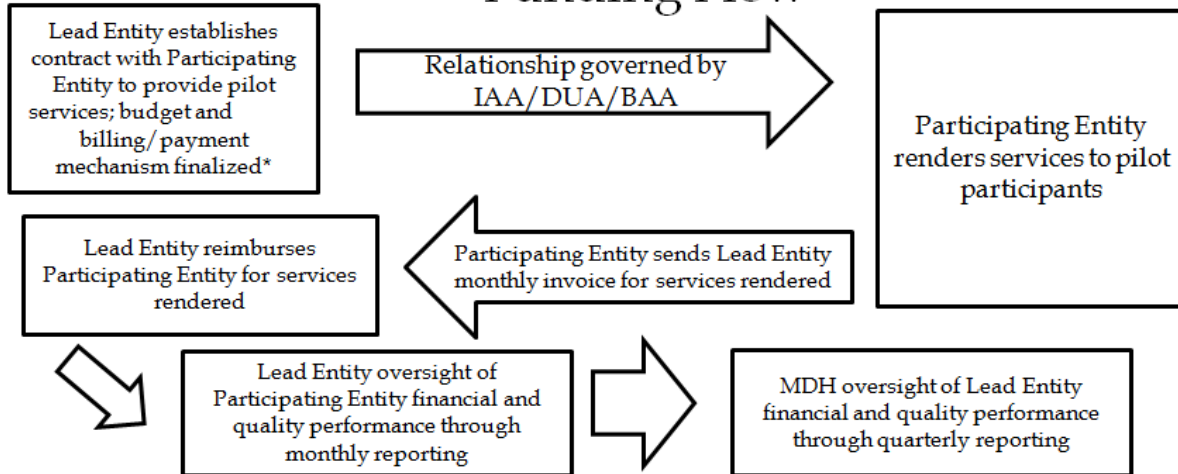 Funding Flow
Lead Entity establishes
contract with Participating
Entity to provide pilot
services; budget and
billing/payment
mechanism finalized*
Relationship governed by
IAA/DUA/BAA
Participating Entity
renders services to pilot
participants
Lead Entity reimburses
Participating Entity for services
rendered
Participating Entity sends Lead Entity
monthly invoice for services rendered
Lead Entity oversight of
Participating Entity financial and
quality performance through
monthly reporting
MDH oversight of Lead Entity
financial and quality performance
through quarterly reporting